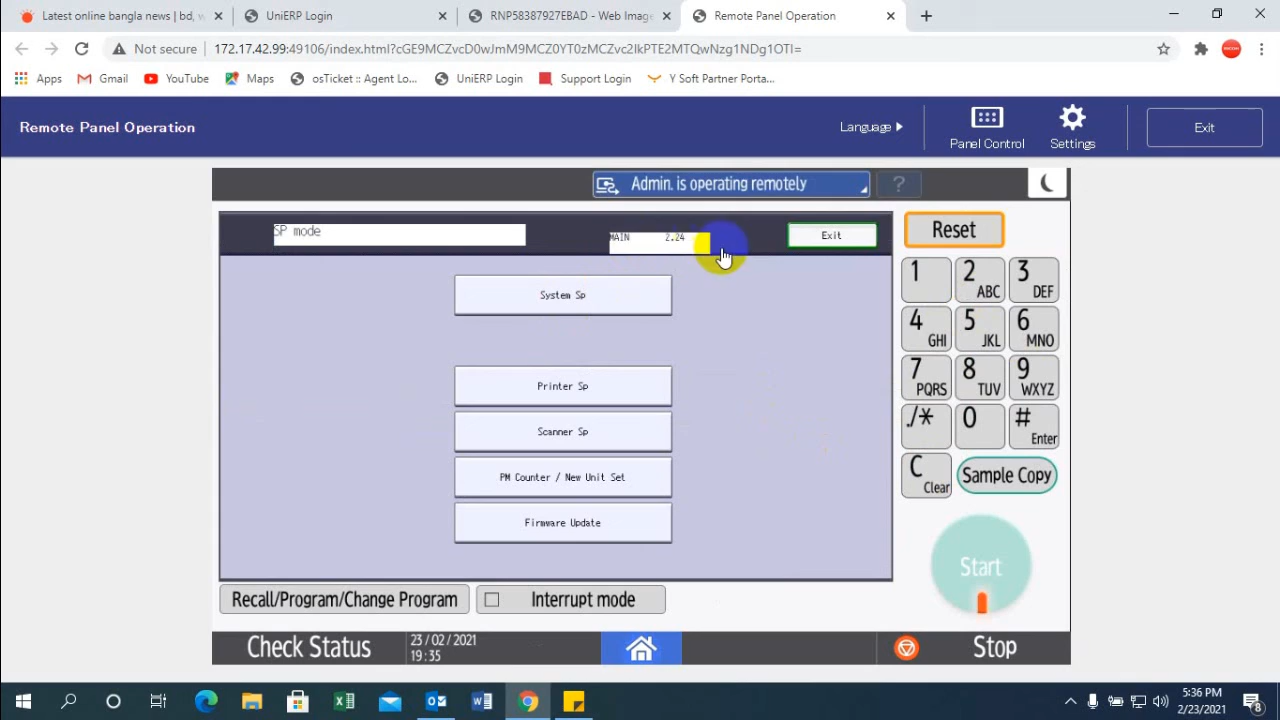 Latest online bangla news | bd, w
UniERP Login
RNP58387927EBAD - Web Image
Remote Panel Operation
Not secure
172.17.42.99:49106/index.html?cGE9MCZvcD0wJmM9MCZ0YT0zMCZvc2lkPTE2MTQwNzg1NDg1OTI=
Apps
Gmail
YouTube
Maps
osTicket :: Agent Lo...
UniERP Login
Support Login
Y Soft Partner Porta...
Remote Panel Operation
Language
Panel Control
Settings
Exit
Admin. is operating remotely
?
SP mode
MAIN 2.24
Exit
System Sp
Printer Sp
Scanner Sp
PM Counter / New Unit Set
Firmware Update
Reset
1
2 ABC
3 DEF
4 GHI
5 JKL
6 MNO
7 PQRS
8 TUV
9 WXYZ
./*
0
# Enter
C Clear
Sample Copy
Start
Recall/Program/Change Program
Interrupt mode
Check Status
23 / 02 / 2021
19 : 35
Stop
5:36 PM
2/23/2021
8